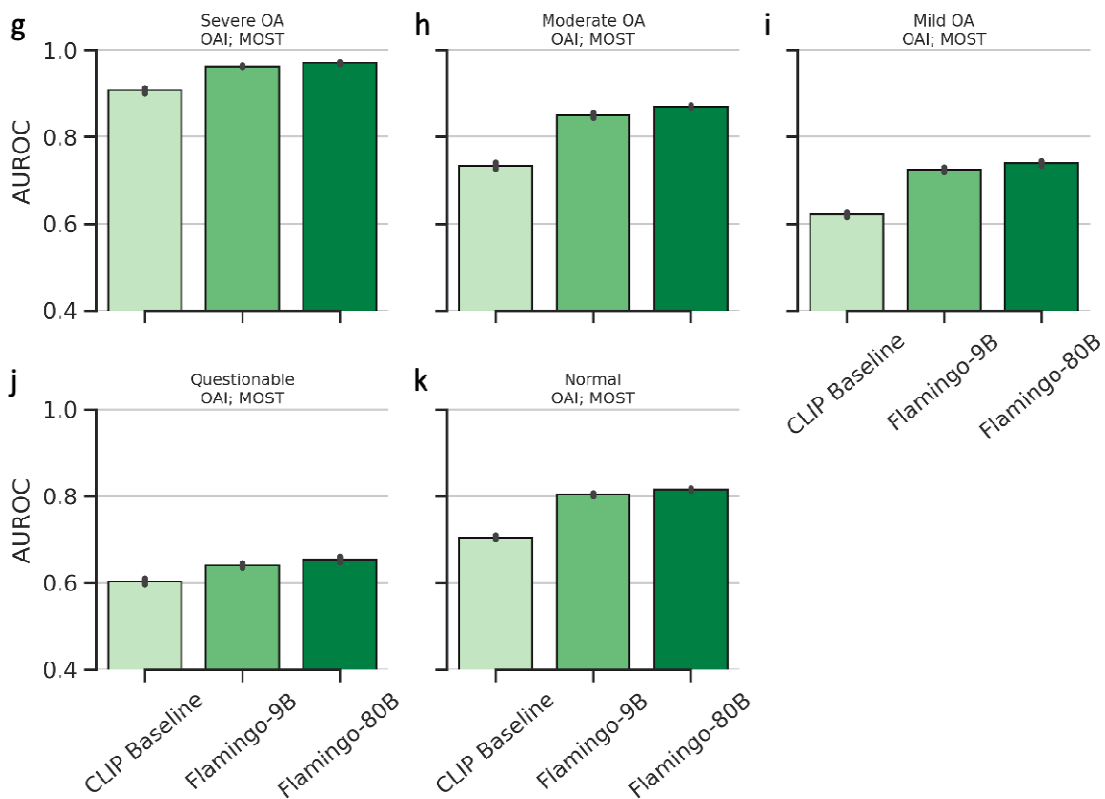 g
Severe OA
OAI; MOST
h
Moderate OA
OAI; MOST
i
Mild OA
OAI; MOST
AUROC
1.0
0.8
0.6
0.4
CLIP Baseline
Flamingo-9B
Flamingo-80B
j
Questionable
OAI; MOST
k
Normal
OAI; MOST
AUROC
1.0
0.8
0.6
0.4
CLIP Baseline
Flamingo-9B
Flamingo-80B
CLIP Baseline
Flamingo-9B
Flamingo-80B